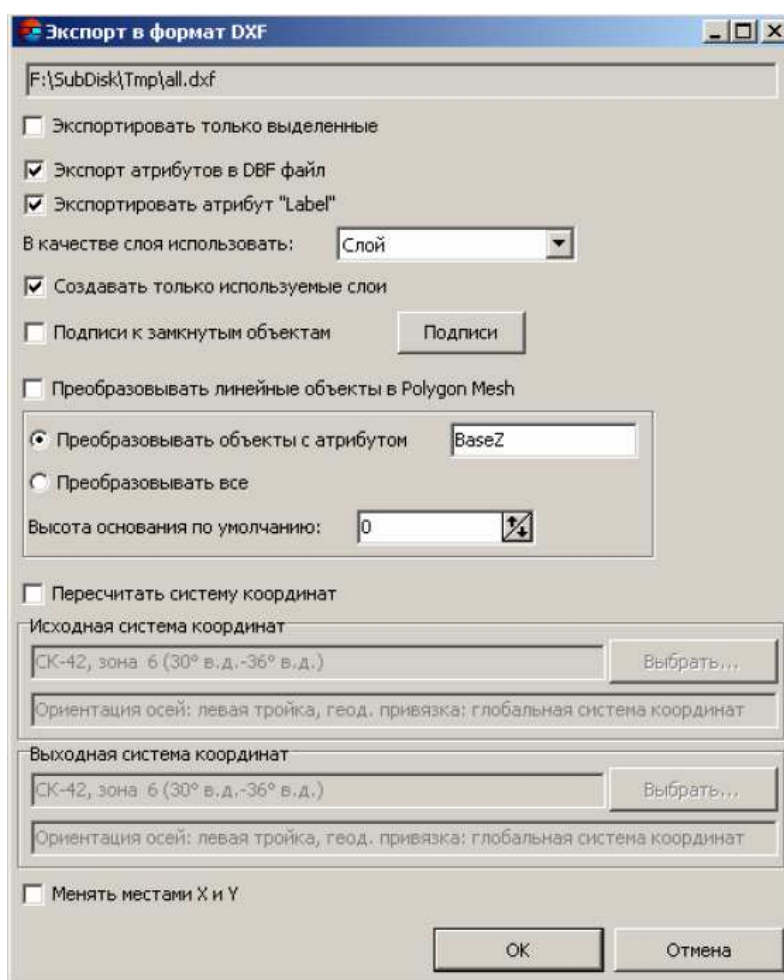 Экспорт в формат DXF
F:\SubDisk\Tmp\all.dxf
Экспортировать только выделенные
Экспорт атрибутов в DBF файл
Экспортировать атрибут "Label"
В качестве слоя использовать: Слой
Создавать только используемые слои
Подписи к замкнутым объектам Подписи
Преобразовывать линейные объекты в Polygon Mesh
Преобразовывать объекты с атрибутом BaseZ
Преобразовывать все
Высота основания по умолчанию: 0
Пересчитать систему координат
Исходная система координат
СК-42, зона 6 (30° в.д.-36° в.д.) Выбрать...
Ориентация осей: левая тройка, геод. привязка: глобальная система координат
Выходная система координат
СК-42, зона 6 (30° в.д.-36° в.д.) Выбрать...
Ориентация осей: левая тройка, геод. привязка: глобальная система координат
Менять местами X и Y
OK Отмена